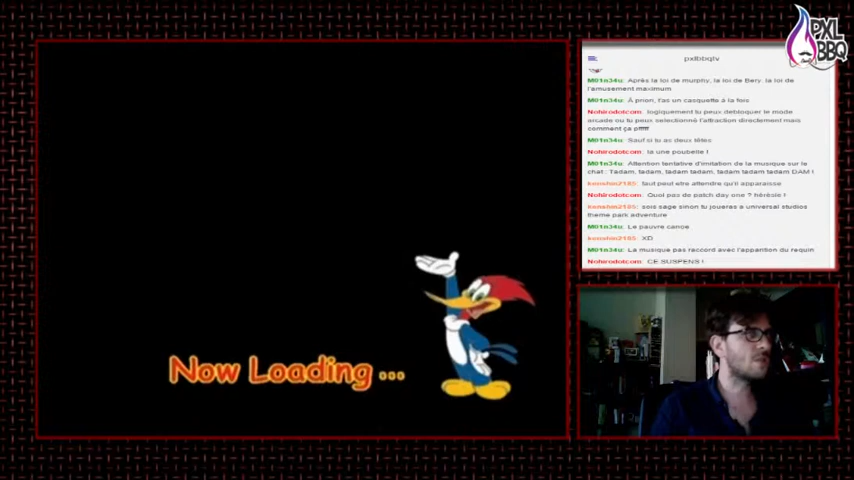 PXL
BBQ
pxlbbqtv
M01n34u: Après la loi de murphy, la loi de Bery. la loi de
l'amusement maximum
M01n34u: À priori, t'as un casquette à la fois
Nohirodotcom: logiquement tu peux debloquer le mode
arcade ou tu peux selectionné l'attraction directement mais
comment ça pfffff
M01n34u: Sauf si tu as deux têtes
Nohirodotcom: la une poubelle !
M01n34u: Attention tentative d'imitation de la musique sur le
chat : Tadam, tadam, tadam tadam, tadam tadam tadam DAM !
kenshin2185: faut peut etre attendre qu'il apparaisse
Nohirodotcom: Quoi pas de patch day one ? hérésie !
kenshin2185: sois sage sinon tu joueras a universal studios
theme park adventure
M01n34u: Le pauvre canoe
kenshin2185: XD
M01n34u: La musique pas raccord avec l'apparition du requin
Nohirodotcom: CE SUSPENS !
Now Loading ...